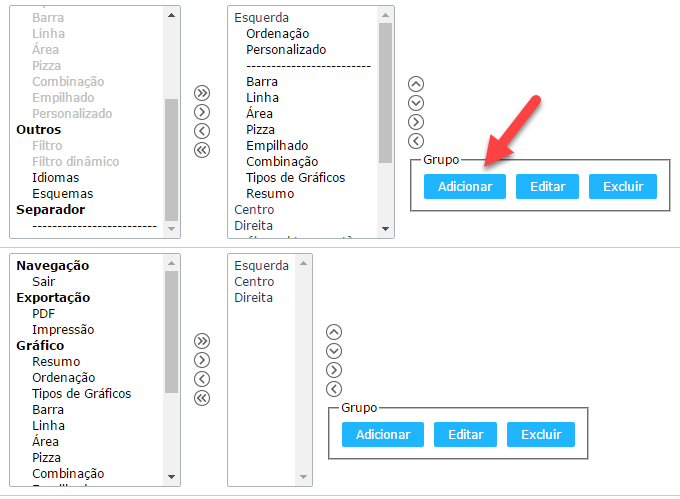 Barra
Linha
Área
Pizza
Combinação
Empilhado
Personalizado
Outros
Filtro
Filtro dinâmico
Idiomas
Esquemas
Separador
-------------------------
Esquerda
Ordenação
Personalizado
-------------------------
Barra
Linha
Área
Pizza
Empilhado
Combinação
Tipos de Gráficos
Resumo
Centro
Direita
Grupo
Adicionar Editar Excluir
Navegação
Sair
Exportação
PDF
Impressão
Gráfico
Resumo
Ordenação
Tipos de Gráficos
Barra
Linha
Área
Pizza
Combinação
Empilhado
Esquerda
Centro
Direita
Grupo
Adicionar Editar Excluir